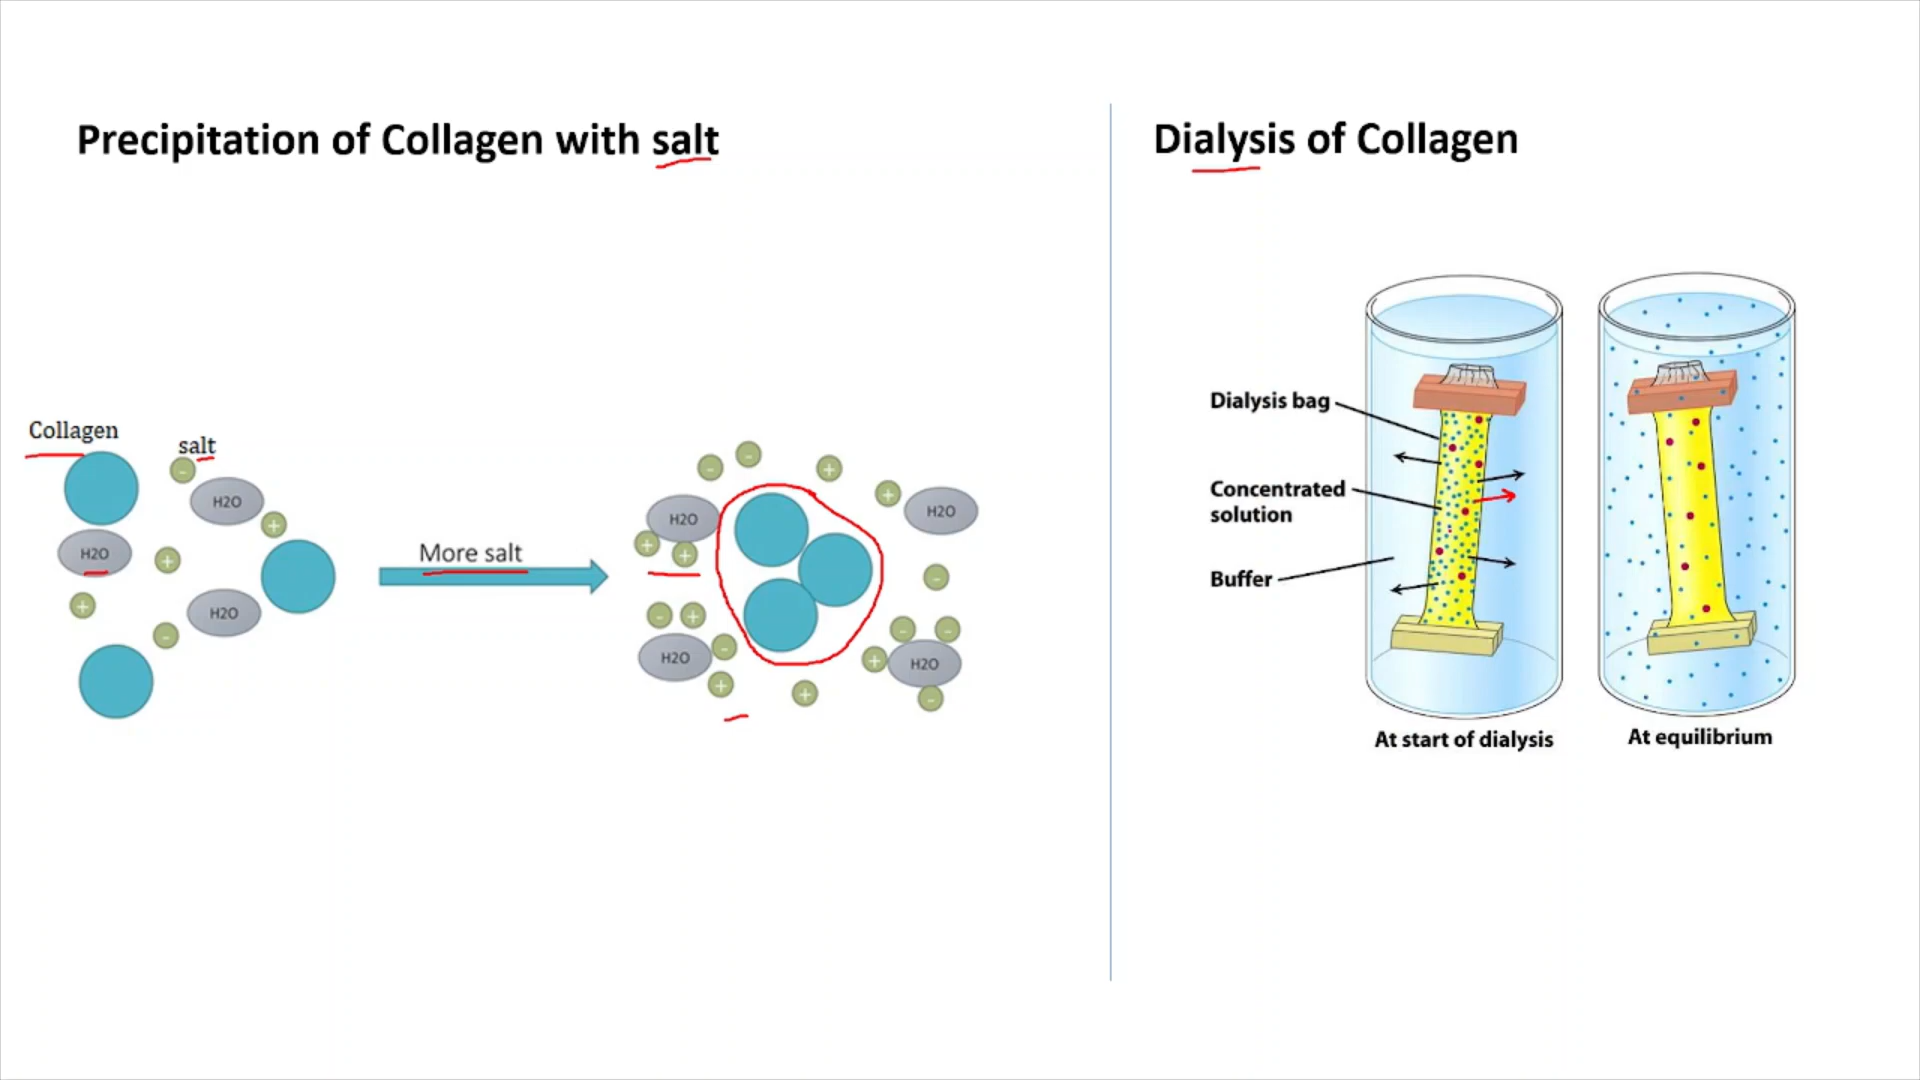 Precipitation of Collagen with salt
Collagen
salt
-
H2O
+
H2O
+
+
H2O
-
More salt
-
-
+
+
H2O
H2O
+
+
-
+
-
-
-
H2O
-
+
H2O
+
+
-
Dialysis of Collagen
Dialysis bag
Concentrated
solution
Buffer
At start of dialysis
At equilibrium